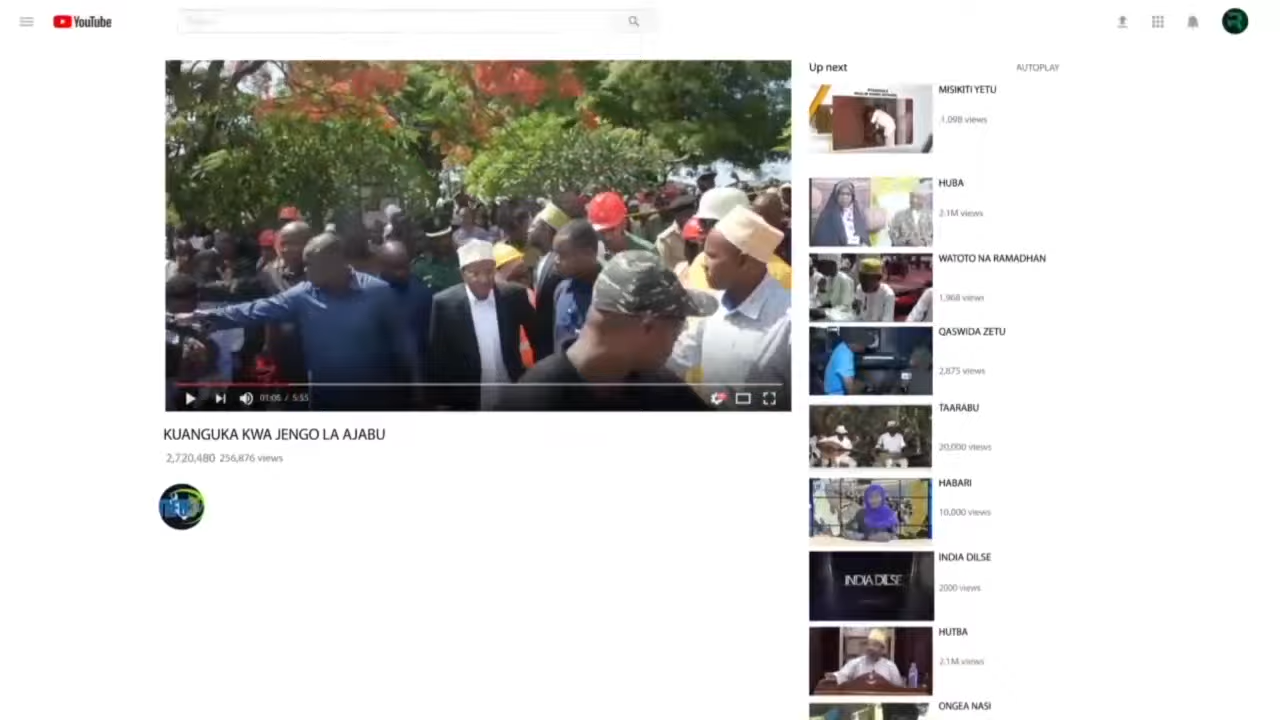 YouTube
KUANGUKA KWA JENGO LA AJABU
2,720,480 256,876 views
01:06 / 5:55
Up next
AUTOPLAY
MISIKITI YETU
1,098 views
HUBA
2.1M views
WATOTO NA RAMADHAN
1,968 views
QASWIDA ZETU
2,875 views
TAARABU
20,000 views
HABARI
10,000 views
INDIA DILSE
INDIA DILSE
2000 views
HUTBA
2.1M views
ONGEA NASI